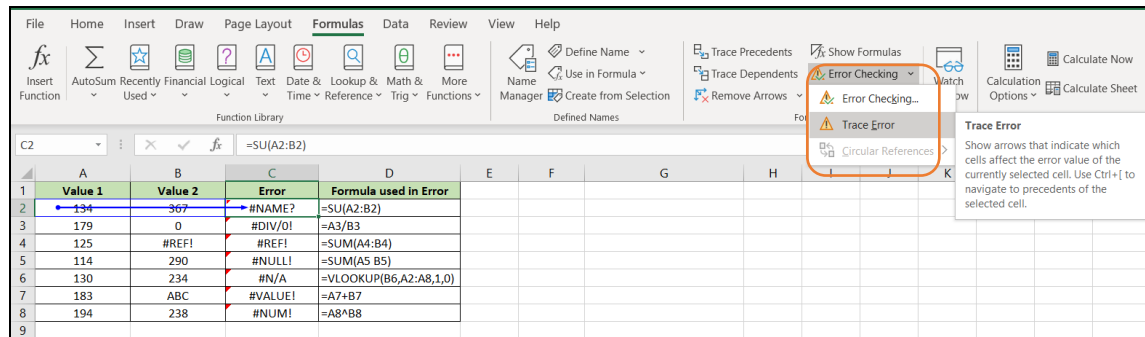 File Home Insert Draw Page Layout Formulas Data Review View Help
Insert Function AutoSum Recently Used Financial Logical Text Date & Time Lookup & Reference Math & Trig More Functions
Function Library
Name Manager Define Name
Use in Formula
Create from Selection
Defined Names
Trace Precedents Show Formulas
Trace Dependents Error Checking
Remove Arrows
Error Checking...
Trace Error
Circular References
Watch
Calculation Options Calculate Now
Calculate Sheet
Trace Error
Show arrows that indicate which
cells affect the error value of the
currently selected cell. Use Ctrl+[ to
navigate to precedents of the
selected cell.
C2 fx =SU(A2:B2)
A B C D E F G H I J K
1 Value 1 Value 2 Error Formula used in Error
2 134 367 #NAME? =SU(A2:B2)
3 179 0 #DIV/0! =A3/B3
4 125 #REF! #REF! =SUM(A4:B4)
5 114 290 #NULL! =SUM(A5 B5)
6 130 234 #N/A =VLOOKUP(B6,A2:A8,1,0)
7 183 ABC #VALUE! =A7+B7
8 194 238 #NUM! =A8^B8
9